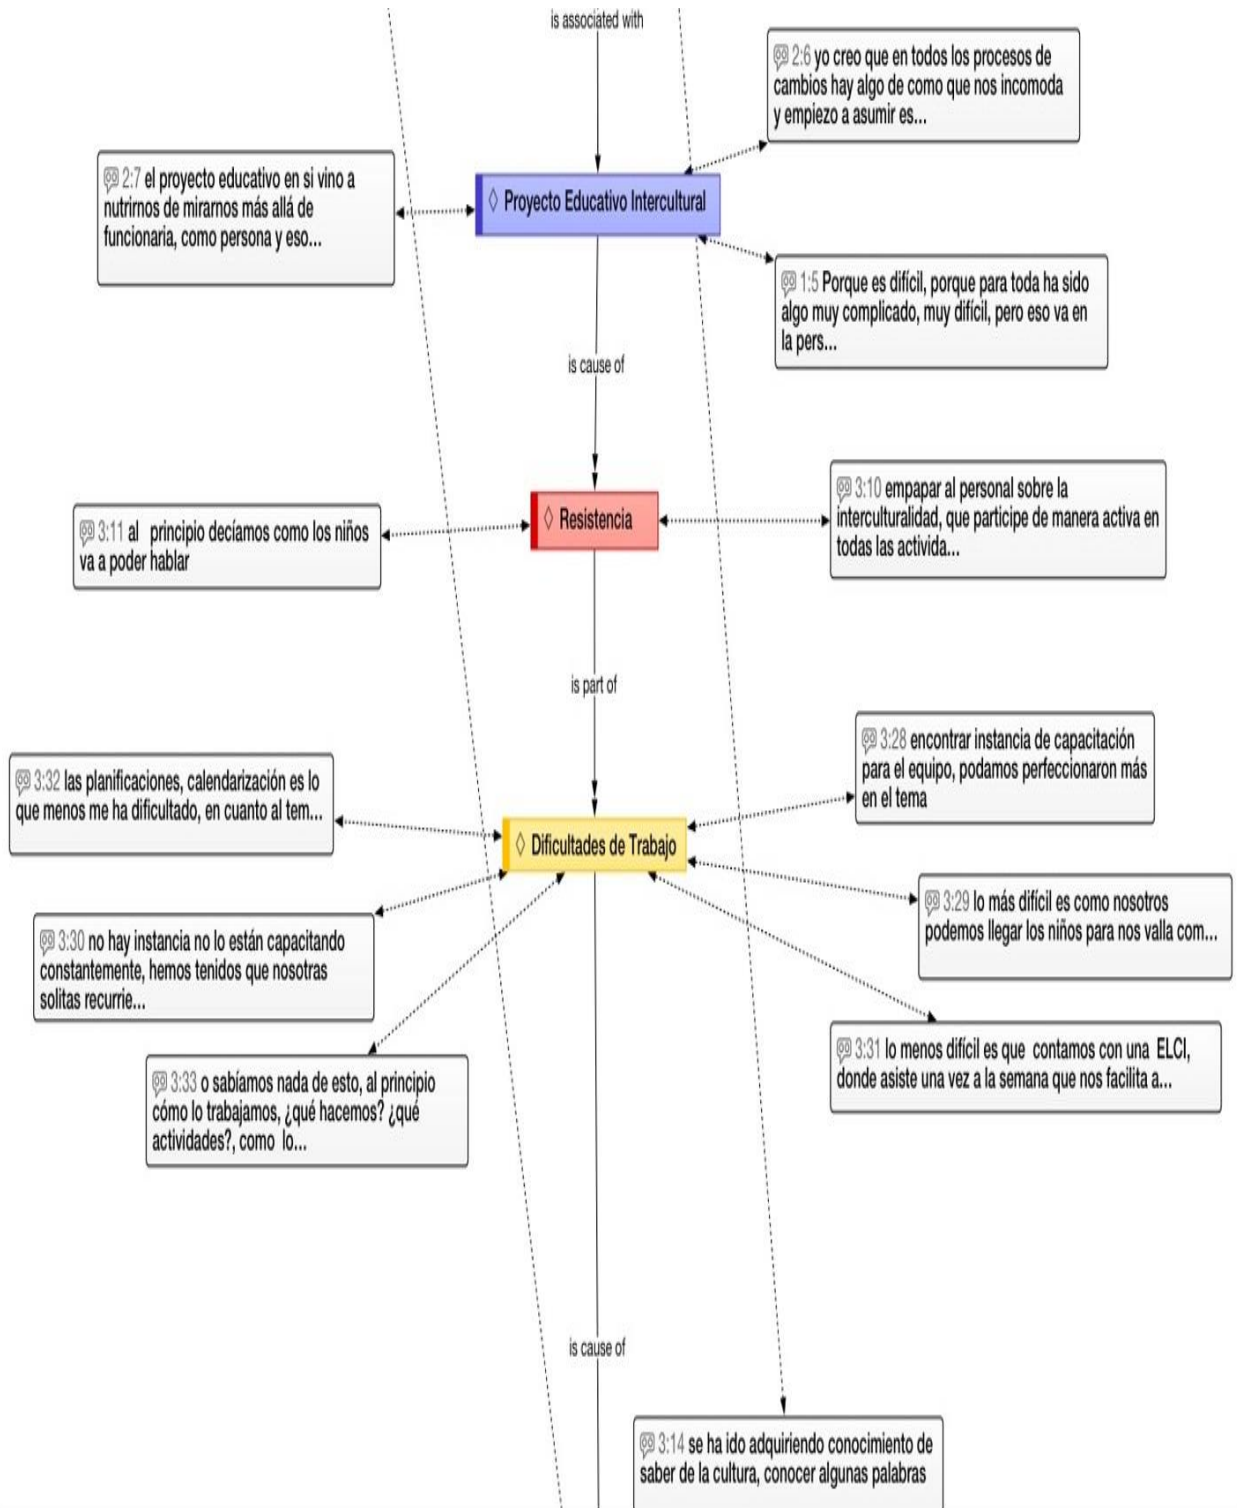 is associated with
2:6 yo creo que en todos los procesos de
cambios hay algo de como que nos incomoda
y empiezo a asumir es...
2:7 el proyecto educativo en si vino a
nutrirnos de mirarnos más allá de
funcionaria, como persona y eso...
Proyecto Educativo Intercultural
1:5 Porque es difícil, porque para toda ha sido
algo muy complicado, muy difícil, pero eso va en
la pers...
is cause of
3:10 empapar al personal sobre la
interculturalidad, que participe de manera activa en
todas las activida...
Resistencia
3:11 al principio decíamos como los niños
va a poder hablar
is part of
3:28 encontrar instancia de capacitación
para el equipo, podamos perfeccionaron más
en el tema
3:32 las planificaciones, calendarización es lo
que menos me ha dificultado, en cuanto al tem...
Dificultades de Trabajo
3:29 lo más difícil es como nosotros
podemos llegar los niños para nos valla com...
3:30 no hay instancia no lo están capacitando
constantemente, hemos tenidos que nosotras
solitas recurrie...
3:31 lo menos difícil es que contamos con una ELCI,
donde asiste una vez a la semana que nos facilita a...
3:33 o sabíamos nada de esto, al principio
cómo lo trabajamos, ¿qué hacemos? ¿qué
actividades?, como lo...
is cause of
3:14 se ha ido adquiriendo conocimiento de
saber de la cultura, conocer algunas palabras